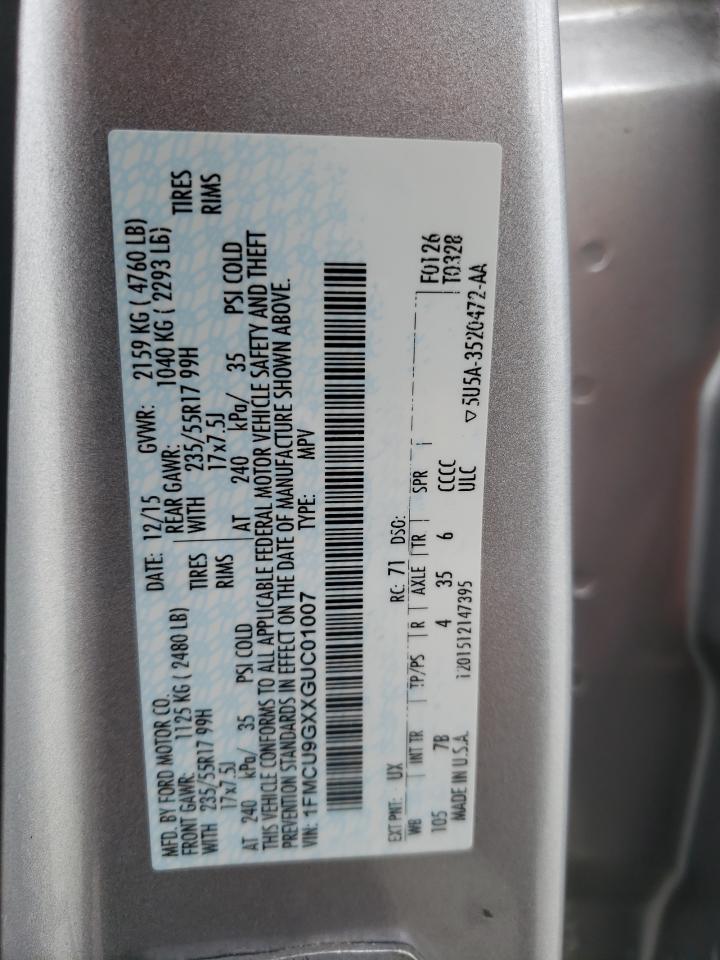 MFD. BY FORD MOTOR CO. DATE: 12/15 GVWR: 2159 KG ( 4760 LB)
FRONT GAWR: 1125 KG ( 2480 LB) REAR GAWR: 1040 KG ( 2293 LB)
WITH 235/55R17 99H TIRES WITH 235/55R17 99H TIRES
17x7.5J RIMS 17x7.5J RIMS
AT 240 kPa/ 35 PSI COLD AT 240 kPa/ 35 PSI COLD
THIS VEHICLE CONFORMS TO ALL APPLICABLE FEDERAL MOTOR VEHICLE SAFETY AND THEFT
PREVENTION STANDARDS IN EFFECT ON THE DATE OF MANUFACTURE SHOWN ABOVE.
VIN: 1FMCU9GXXGUC01007 TYPE: MPV
EXT PNT: UX RC: 71 DSO:
WB INT TR TP/PS R AXLE TR SPR F0126
105 7B 4 35 6 CCCC T0328
MADE IN U.S.A. 1201512147395 ULC
▽5U5A-3520472-AA